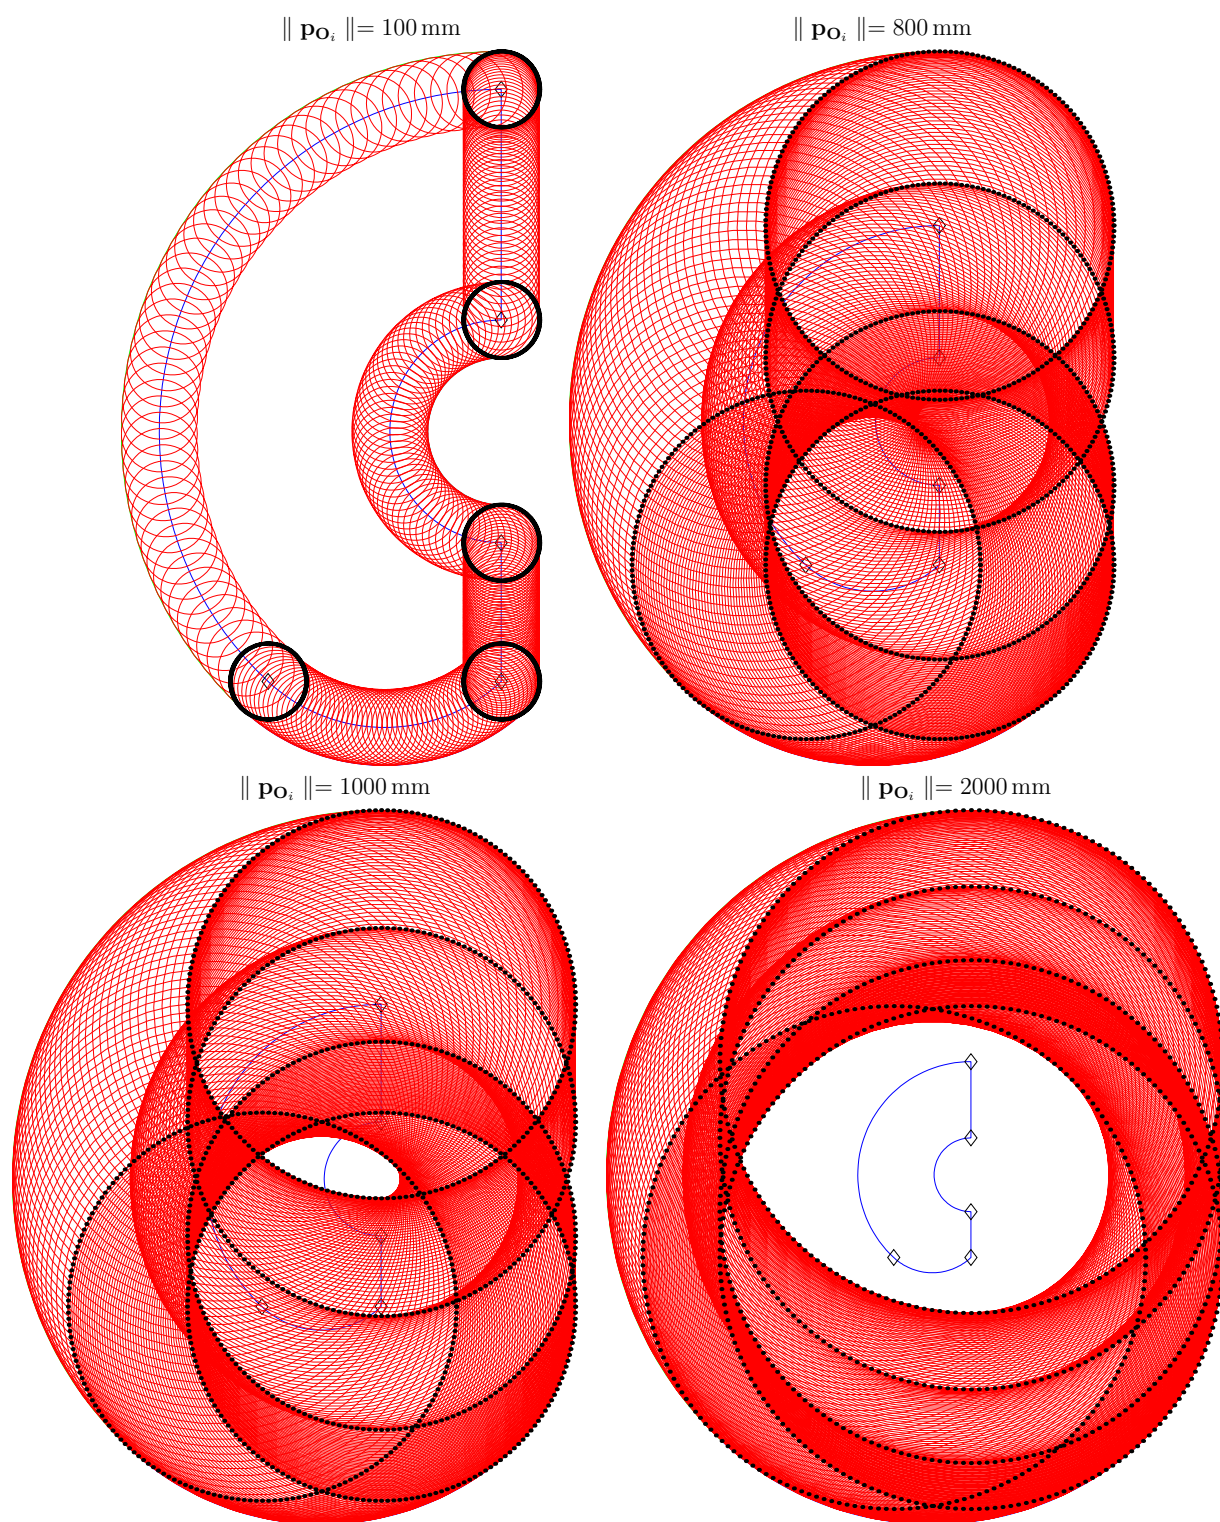 ‖ p_{O_i} ‖= 100 mm
‖ p_{O_i} ‖= 800 mm
‖ p_{O_i} ‖= 1000 mm
‖ p_{O_i} ‖= 2000 mm